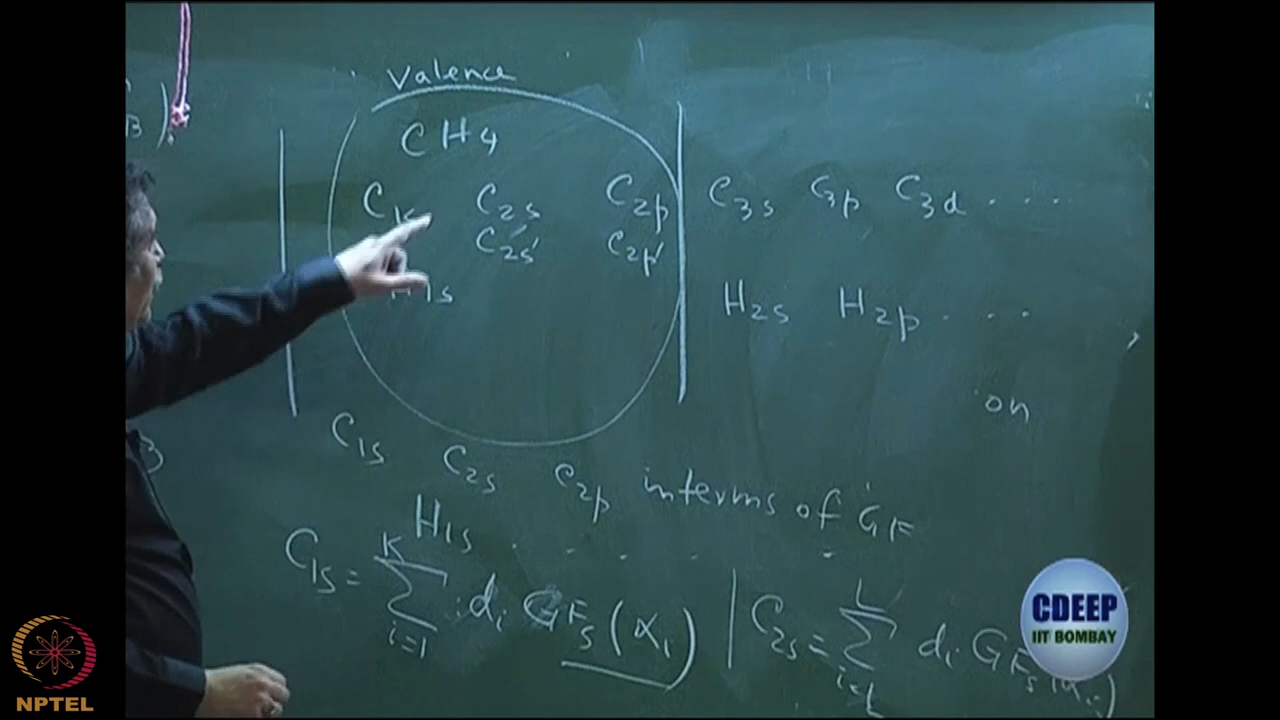 Valence
CH4
C1s C2s C2p C3s C3p C3d . . . .
C2s' C2p'
H1s H2s H2p . . . .
on
C1s C2s C2p interms of GF
H1s . . . . . .
C1s = K Σ i=1 di GFs(α1) | C2s = L Σ i=1 di GFs(αi)
CDEEP
IIT BOMBAY
NPTEL